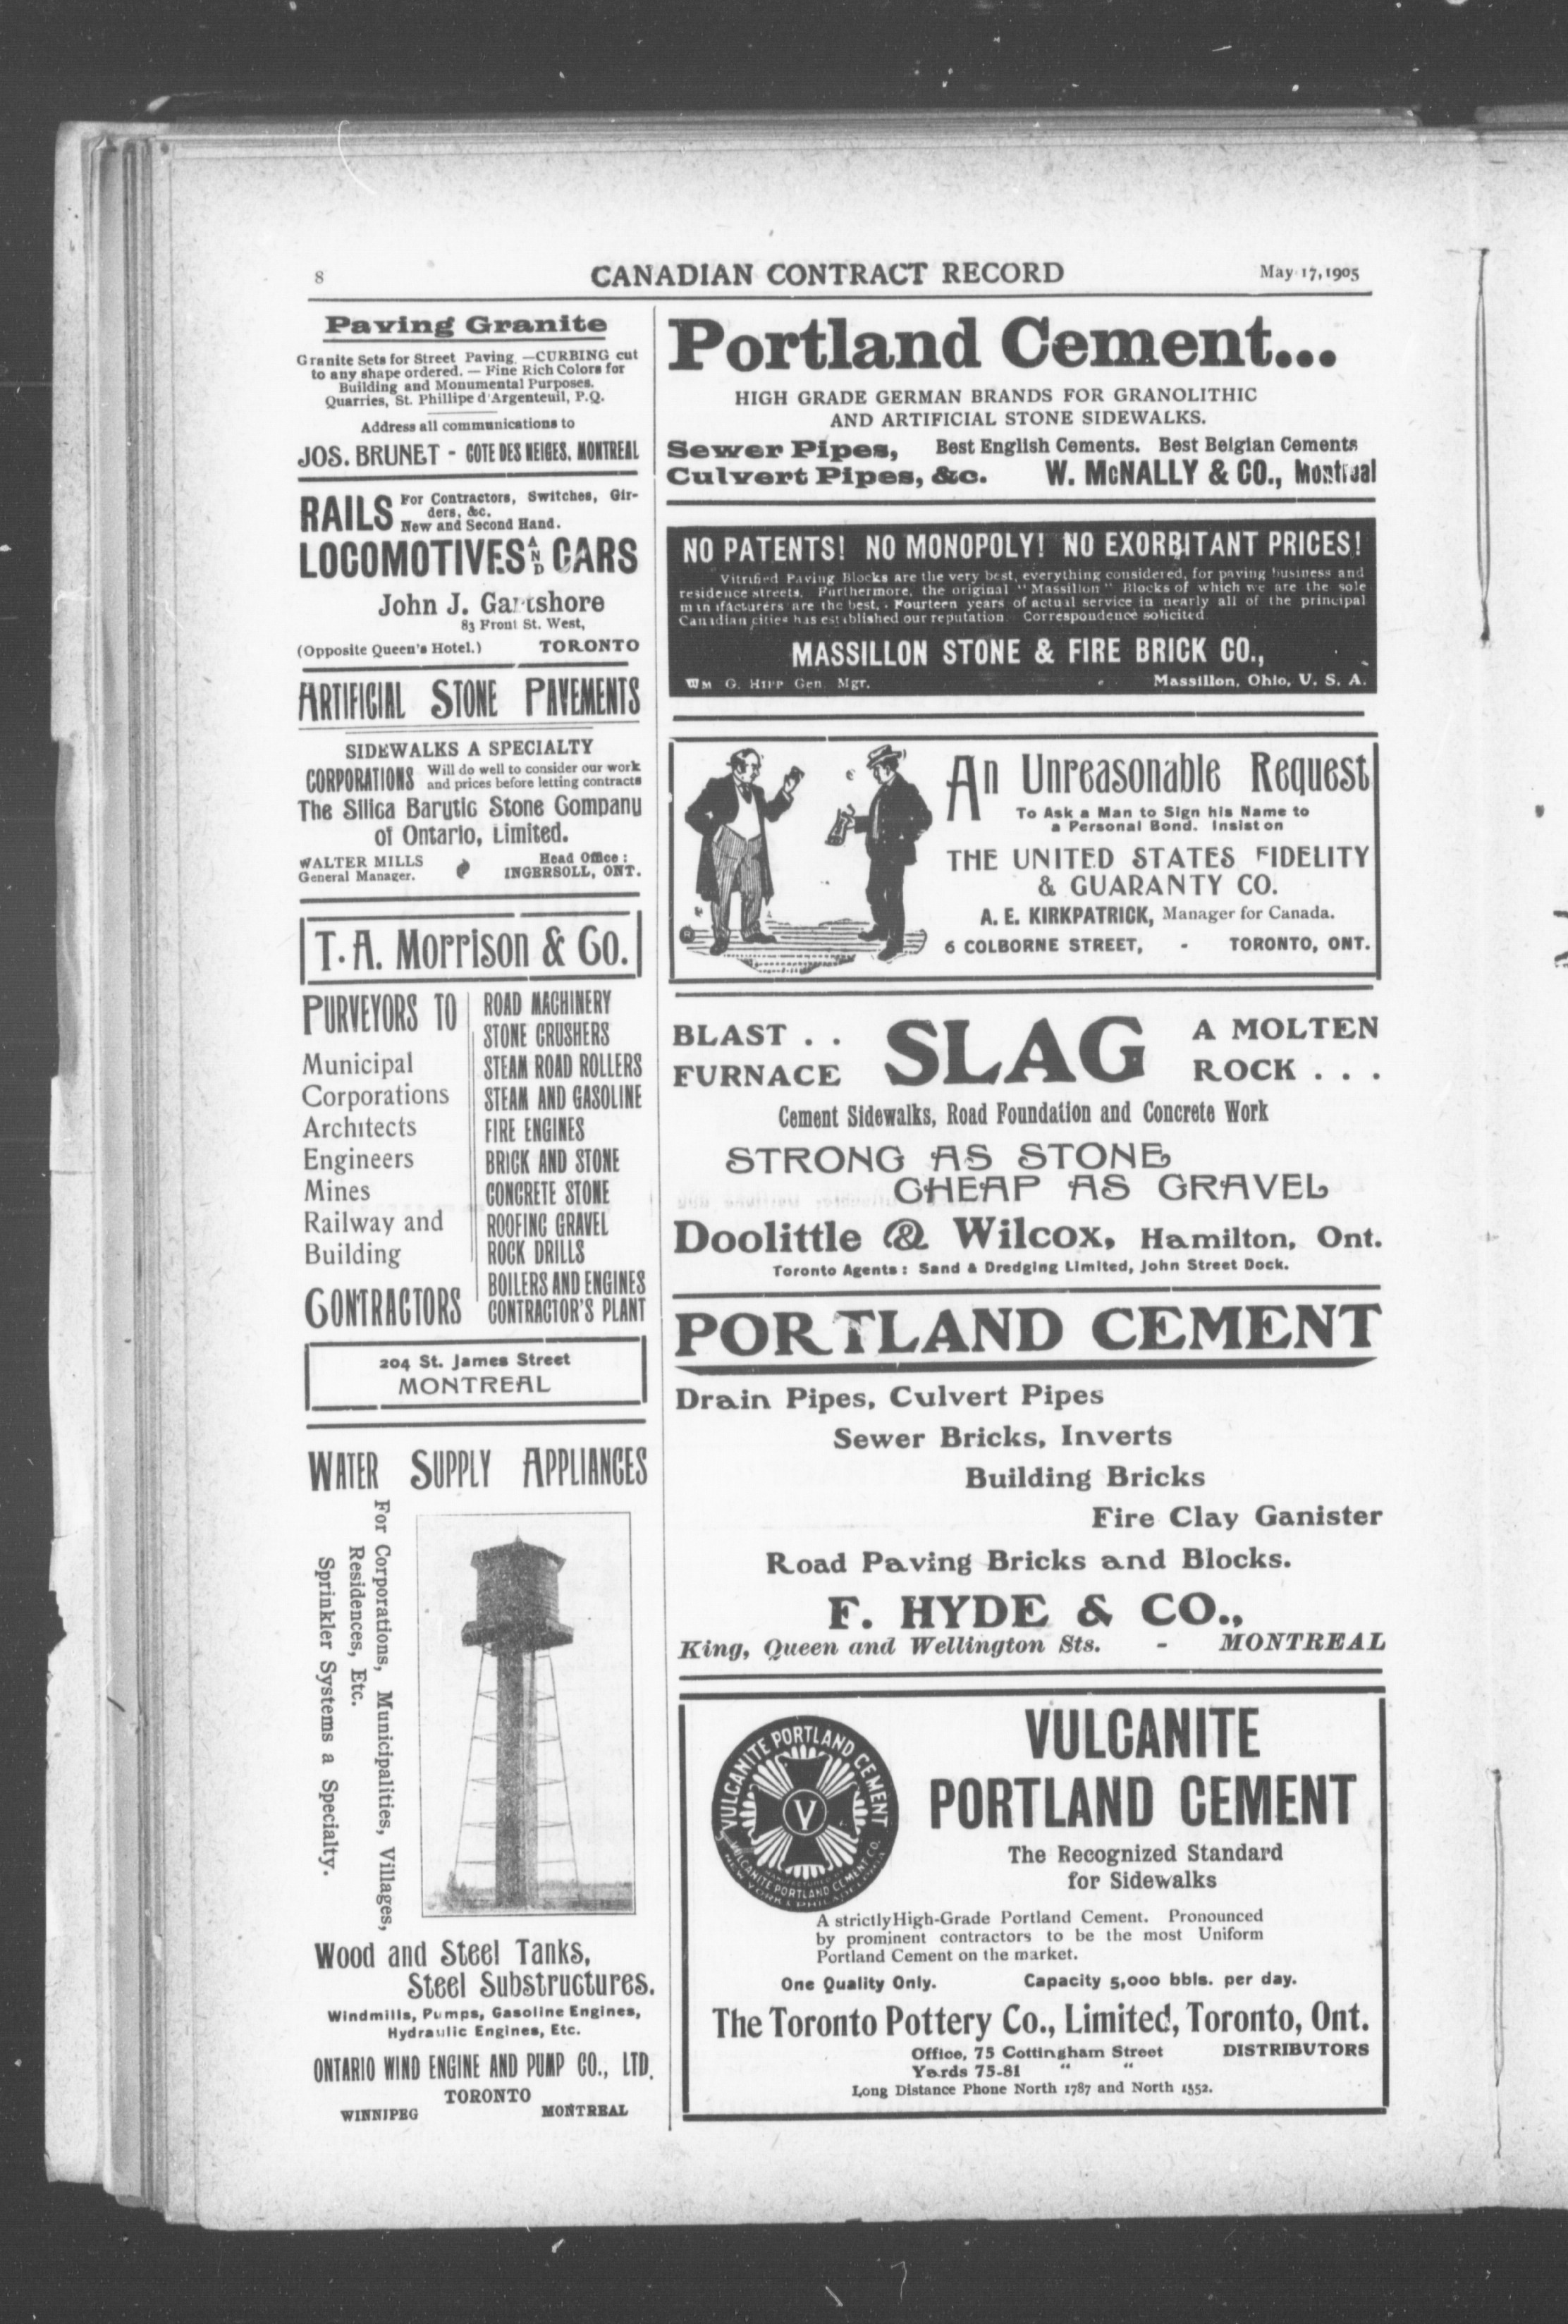 8
CANADIAN CONTRACT RECORD
May 17, 1905
Paving Granite
Granite Sets for Street Paving. —CURBING cut
to any shape ordered. — Fine Rich Colors for
Building and Monumental Purposes.
Quarries, St. Phillipe d'Argenteuil, P.Q.
Address all communications to
JOS. BRUNET - COTE DES NEIGES, MONTREAL
RAILS For Contractors, Switches, Gir-
ders, &c.
New and Second Hand.
LOCOMOTIVES AND CARS
John J. Gartshore
83 Front St. West,
(Opposite Queen's Hotel.) TORONTO
ARTIFICIAL STONE PAVEMENTS
SIDEWALKS A SPECIALTY
CORPORATIONS Will do well to consider our work
and prices before letting contracts
The Silica Barytic Stone Company
of Ontario, Limited.
WALTER MILLS
General Manager.
Head Office:
INGERSOLL, ONT.
T. A. Morrison & Co.
PURVEYORS TO
Municipal
Corporations
Architects
Engineers
Mines
Railway and
Building
CONTRACTORS
ROAD MACHINERY
STONE CRUSHERS
STEAM ROAD ROLLERS
STEAM AND GASOLINE
FIRE ENGINES
BRICK AND STONE
CONCRETE STONE
ROOFING GRAVEL
ROCK DRILLS
BOILERS AND ENGINES
CONTRACTOR'S PLANT
204 St. James Street
MONTREAL
WATER SUPPLY APPLIANCES
For Corporations, Municipalities, Villages,
Residences, Etc.
Sprinkler Systems a Specialty.
Wood and Steel Tanks,
Steel Substructures.
Windmills, Pumps, Gasoline Engines,
Hydraulic Engines, Etc.
ONTARIO WIND ENGINE AND PUMP CO., LTD.
TORONTO
WINNIPEG MONTREAL
Portland Cement...
HIGH GRADE GERMAN BRANDS FOR GRANOLITHIC
AND ARTIFICIAL STONE SIDEWALKS.
Sewer Pipes, Best English Cements. Best Belgian Cements
Culvert Pipes, &c. W. McNALLY & CO., Montreal
NO PATENTS! NO MONOPOLY! NO EXORBITANT PRICES!
Vitrified Paving Blocks are the very best, everything considered, for paving business and
residence streets. Furthermore, the original "Massillon" Blocks of which we are the sole
manifacturers are the best. Fourteen years of actual service in nearly all of the principal
Canadian cities has established our reputation. Correspondence solicited
MASSILLON STONE & FIRE BRICK CO.,
WM G. HIPP Gen. Mgr. Massillon, Ohio, U. S. A.
An Unreasonable Request
To Ask a Man to Sign his Name to
a Personal Bond. Insist on
THE UNITED STATES FIDELITY
& GUARANTY CO.
A. E. KIRKPATRICK, Manager for Canada.
6 COLBORNE STREET, - TORONTO, ONT.
BLAST . .
FURNACE
SLAG
A MOLTEN
ROCK . . .
Cement Sidewalks, Road Foundation and Concrete Work
STRONG AS STONE
CHEAP AS GRAVEL
Doolittle & Wilcox, Hamilton, Ont.
Toronto Agents: Sand & Dredging Limited, John Street Dock.
PORTLAND CEMENT
Drain Pipes, Culvert Pipes
Sewer Bricks, Inverts
Building Bricks
Fire Clay Ganister
Road Paving Bricks and Blocks.
F. HYDE & CO.,
King, Queen and Wellington Sts. - MONTREAL
VULCANITE PORTLAND CEMENT
V
VULCANITE PORTLAND CEMENT CO.
VULCANITE
PORTLAND CEMENT
The Recognized Standard
for Sidewalks
A strictly High-Grade Portland Cement. Pronounced
by prominent contractors to be the most Uniform
Portland Cement on the market.
One Quality Only. Capacity 5,000 bbls. per day.
The Toronto Pottery Co., Limited, Toronto, Ont.
Office, 75 Cottingham Street DISTRIBUTORS
Yards 75-81 " "
Long Distance Phone North 1787 and North 1552.